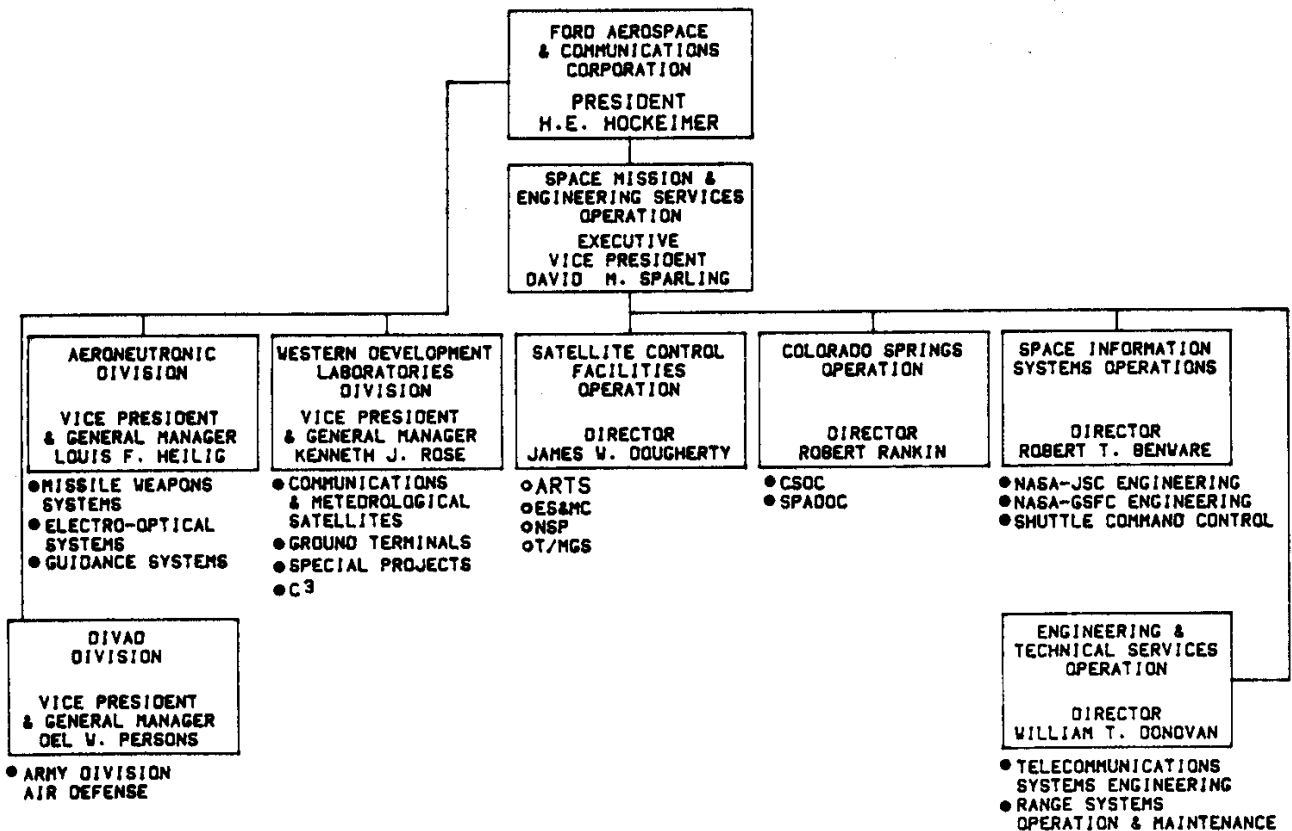 FORD AEROSPACE
& COMMUNICATIONS
CORPORATION
PRESIDENT
H.E. HOCKEIMER
SPACE MISSION &
ENGINEERING SERVICES
OPERATION
EXECUTIVE
VICE PRESIDENT
DAVID M. SPARLING
AERONEUTRONIC
DIVISION
VICE PRESIDENT
& GENERAL MANAGER
LOUIS F. HEILIG
●MISSILE WEAPONS
SYSTEMS
●ELECTRO-OPTICAL
SYSTEMS
●GUIDANCE SYSTEMS
WESTERN DEVELOPMENT
LABORATORIES
DIVISION
VICE PRESIDENT
& GENERAL MANAGER
KENNETH J. ROSE
●COMMUNICATIONS
& METEOROLOGICAL
SATELLITES
●GROUND TERMINALS
●SPECIAL PROJECTS
●C3
SATELLITE CONTROL
FACILITIES
OPERATION
DIRECTOR
JAMES W. DOUGHERTY
○ARTS
○ES&MC
○NSP
○T/MGS
COLORADO SPRINGS
OPERATION
DIRECTOR
ROBERT RANKIN
●CSOC
●SPADOC
SPACE INFORMATION
SYSTEMS OPERATIONS
DIRECTOR
ROBERT T. BENWARE
●NASA-JSC ENGINEERING
●NASA-GSFC ENGINEERING
●SHUTTLE COMMAND CONTROL
DIVAD
DIVISION
VICE PRESIDENT
& GENERAL MANAGER
DEL W. PERSONS
●ARMY DIVISION
AIR DEFENSE
ENGINEERING &
TECHNICAL SERVICES
OPERATION
DIRECTOR
WILLIAM T. DONOVAN
●TELECOMMUNICATIONS
SYSTEMS ENGINEERING
●RANGE SYSTEMS
OPERATION & MAINTENANCE